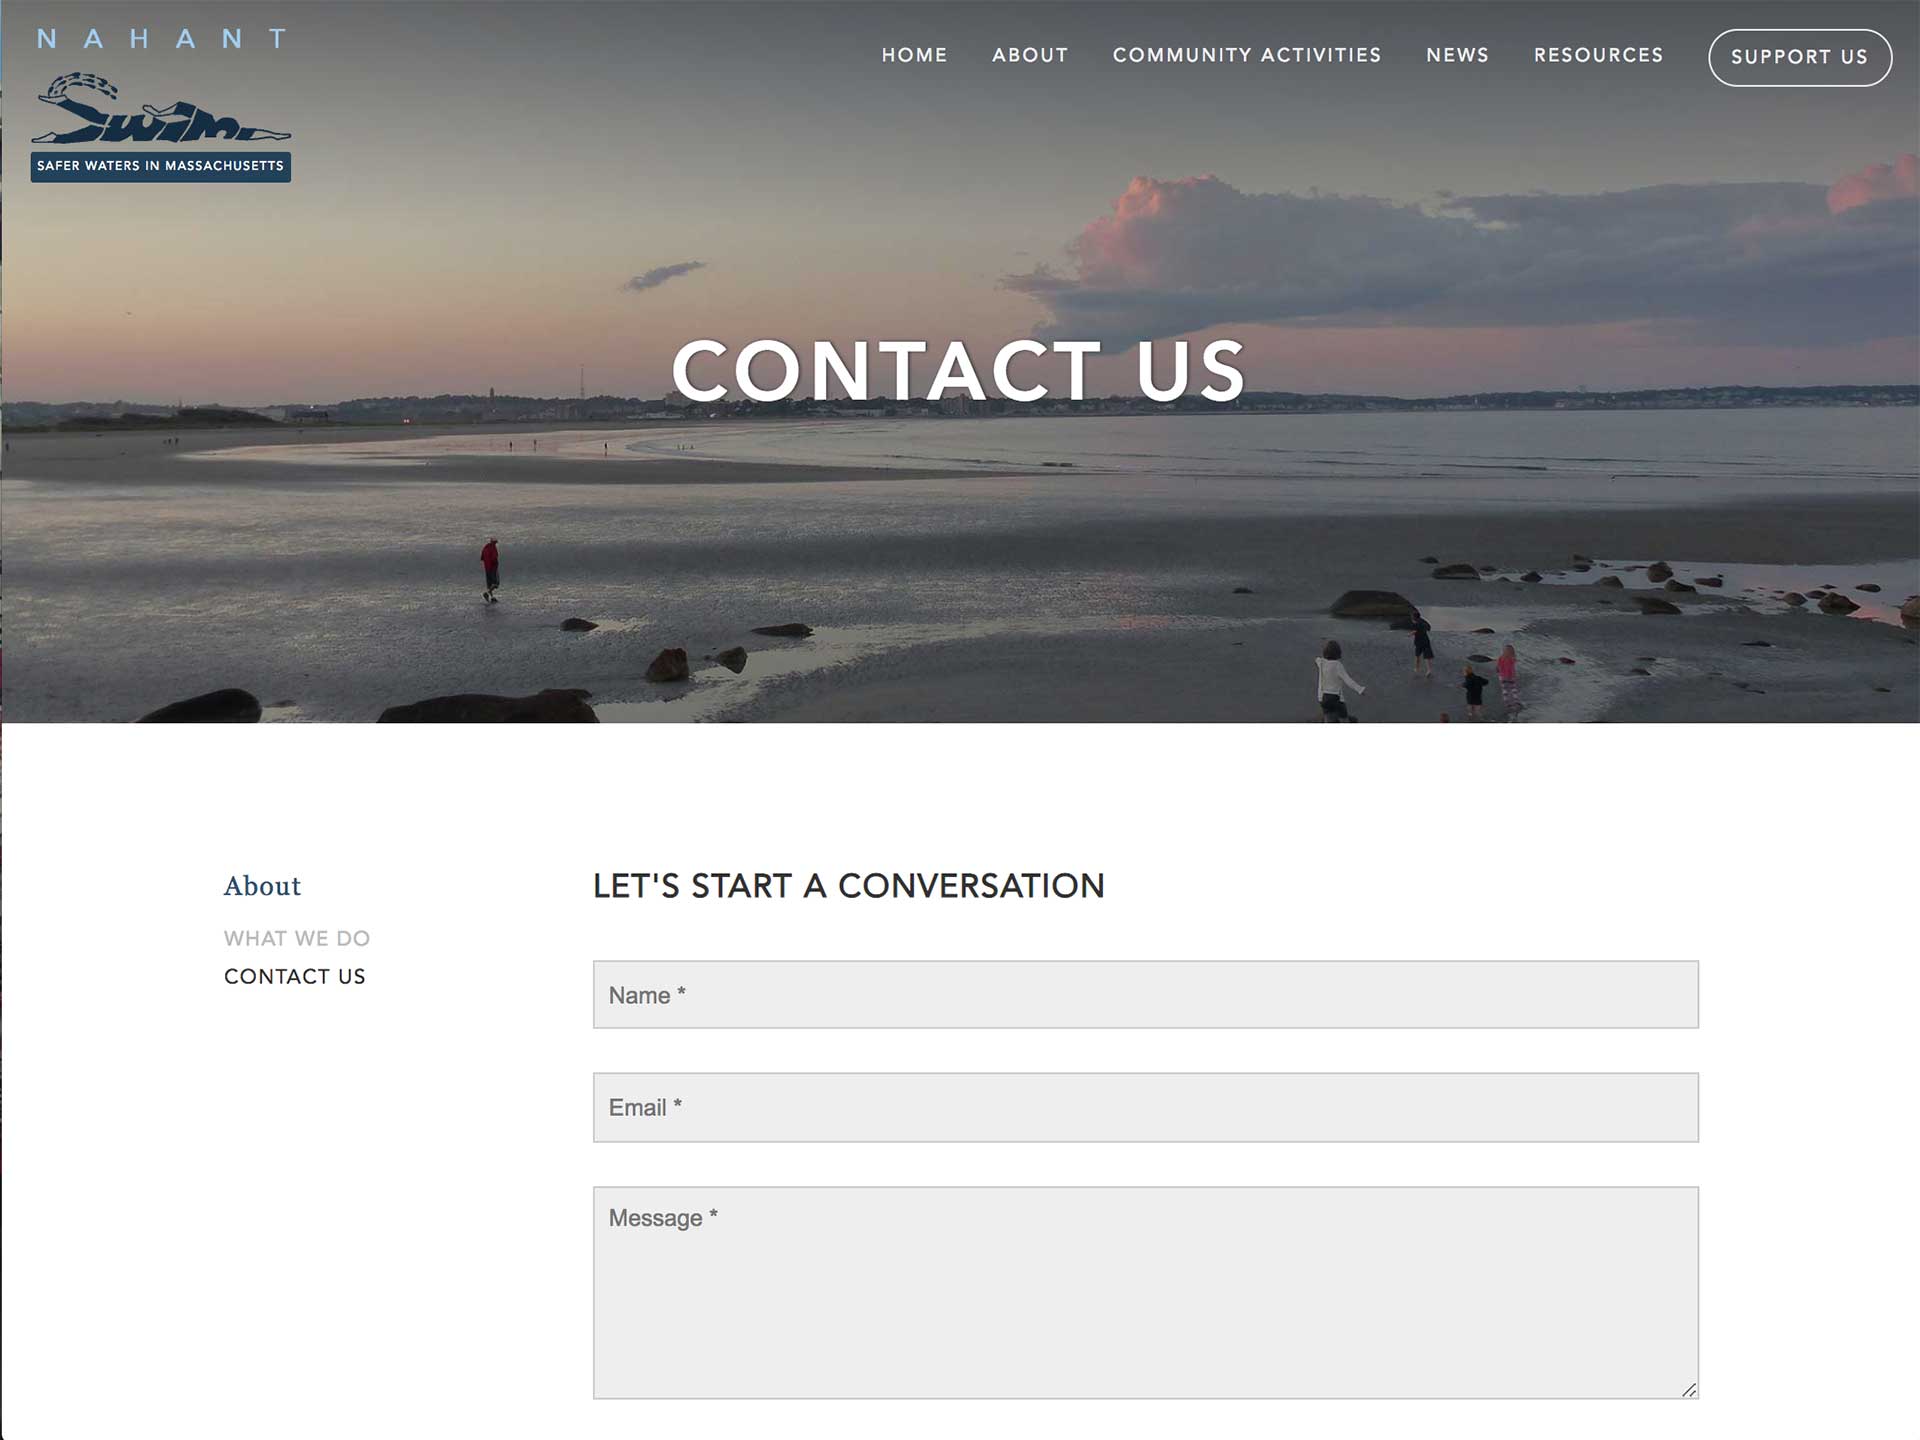 NAHANT
Swim
SAFER WATERS IN MASSACHUSETTS
HOME ABOUT COMMUNITY ACTIVITIES NEWS RESOURCES SUPPORT US
CONTACT US
About
WHAT WE DO
CONTACT US
LET'S START A CONVERSATION
Name *
Email *
Message *